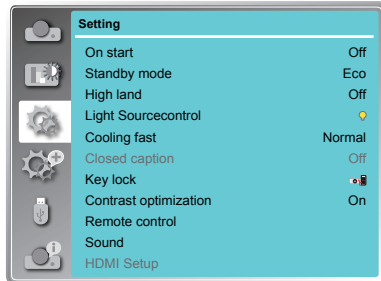 Setting
On start Off
Standby mode Eco
High land Off
Light Sourcecontrol
Cooling fast Normal
Closed caption Off
Key lock
Contrast optimization On
Remote control
Sound
HDMI Setup